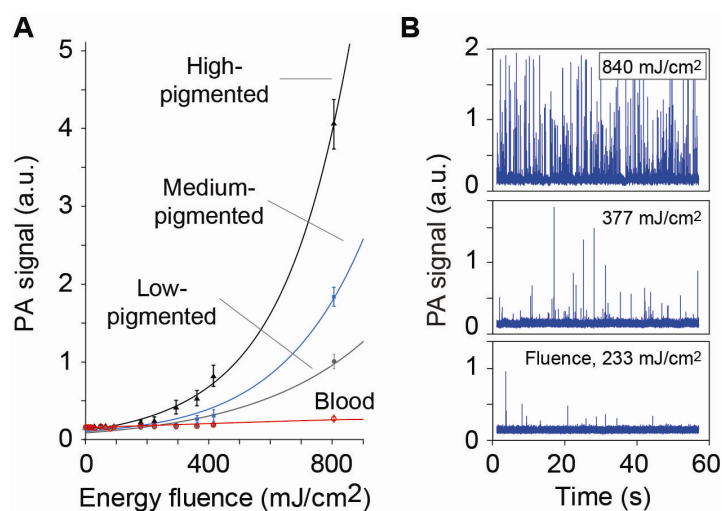 A
PA signal (a.u.)
5
4
3
2
1
0
High-
pigmented
Medium-
pigmented
Low-
pigmented
Blood
0
400
800
Energy fluence (mJ/cm²)
B
PA signal (a.u.)
2
1
0
840 mJ/cm²
1
0
377 mJ/cm²
1
0
Fluence, 233 mJ/cm²
0
20
40
60
Time (s)